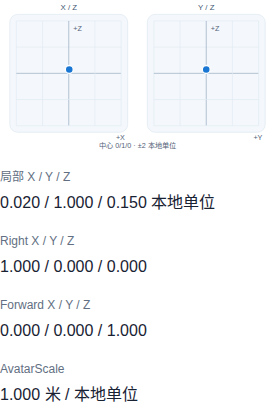 X / Z
Y / Z
+Z
+Z
+X
+Y
中心 0/1/0 · ±2 本地单位
局部 X / Y / Z
0.020 / 1.000 / 0.150 本地单位
Right X / Y / Z
1.000 / 0.000 / 0.000
Forward X / Y / Z
0.000 / 0.000 / 1.000
AvatarScale
1.000 米 / 本地单位